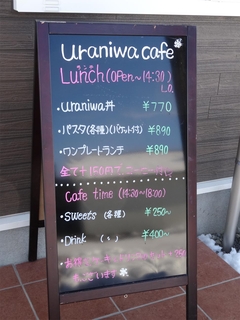 uraniwa cafe
Lunch (open~14:30)
L.o
・uraniwa丼 ¥770
・パスタ(各種)(バケット付) ¥890
・ワンプレートランチ ¥890
全て+150円で
Cafe time (14:30~18:00)
・sweets (各種) ¥250~
・Drink ( 〃 ) ¥400~